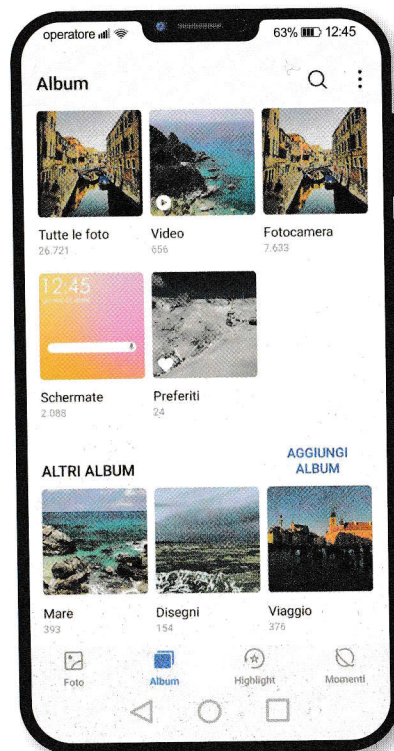 operatore 63% 12:45
Album
Tutte le foto Video Fotocamera
26.721 656 7.633
12:45
Schermate Preferiti
2.088 24
ALTRI ALBUM AGGIUNGI
ALBUM
Mare Disegni Viaggio
393 154 376
Foto Album Highlight Momenti